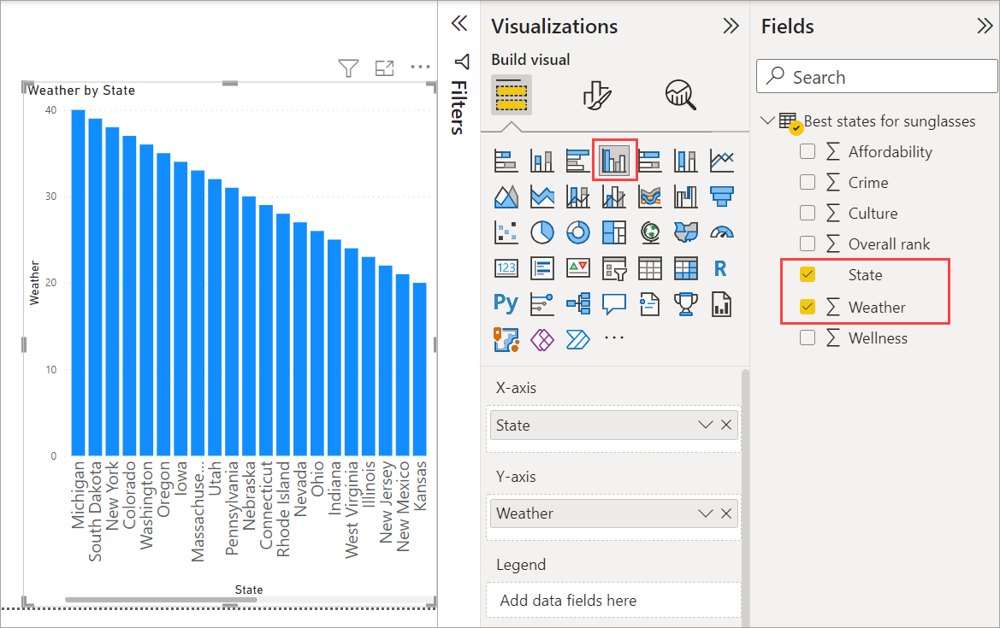 Weather by State
40
30
20
10
0
Weather
Michigan
South Dakota
New York
Colorado
Washington
Oregon
Iowa
Massachuse...
Utah
Pennsylvania
Nebraska
Connecticut
Rhode Island
Nevada
Ohio
Indiana
West Virginia
Illinois
New Jersey
New Mexico
Kansas
State
Filters
Visualizations
Build visual
123
R
Py
X-axis
State
Y-axis
Weather
Legend
Add data fields here
Fields
Search
Best states for sunglasses
Affordability
Crime
Culture
Overall rank
State
Weather
Wellness